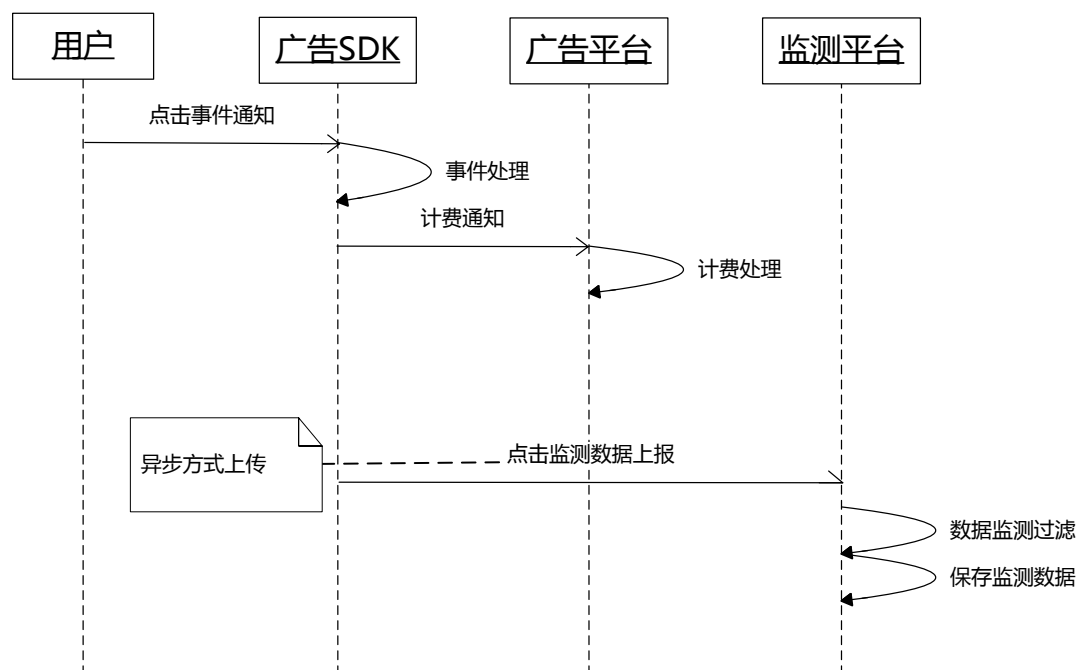 用户
广告SDK
广告平台
监测平台
点击事件通知
事件处理
计费通知
计费处理
异步方式上传
点击监测数据上报
数据监测过滤
保存监测数据